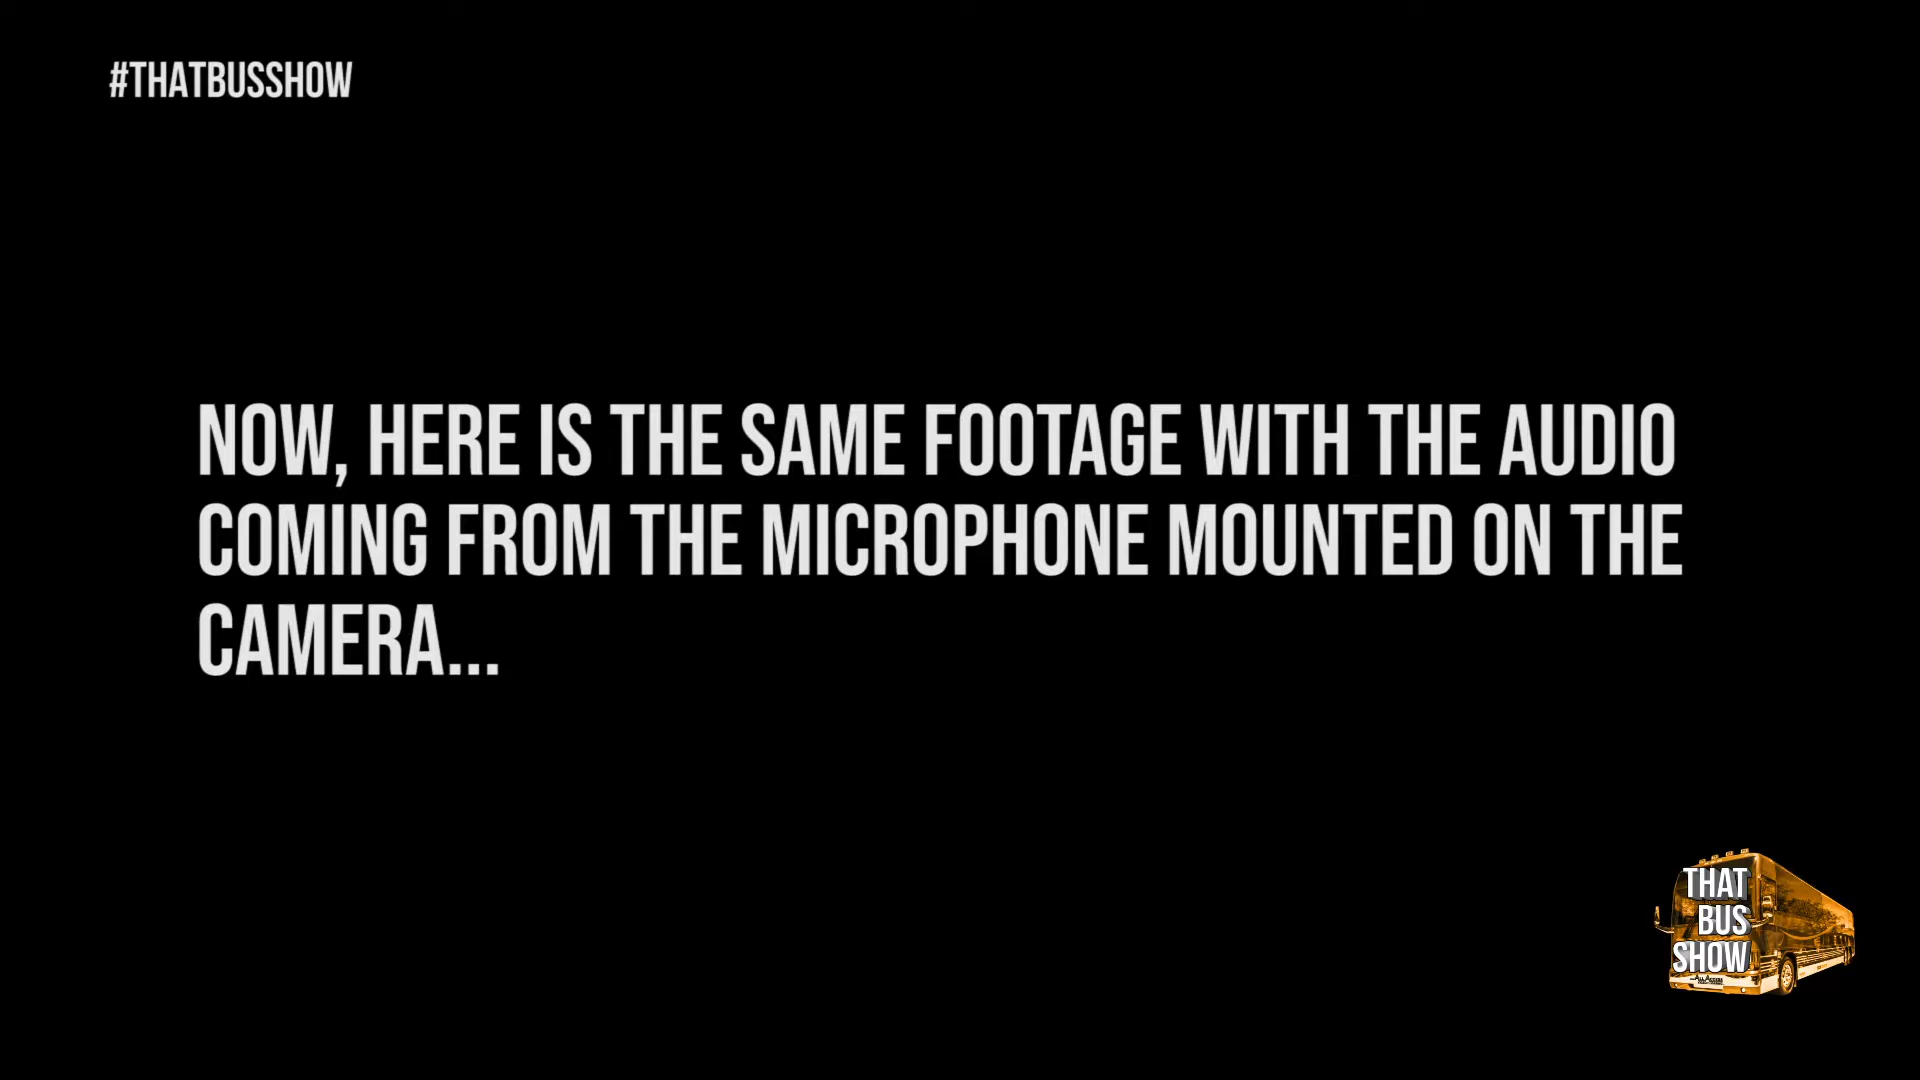 #THATBUSSHOW
NOW, HERE IS THE SAME FOOTAGE WITH THE AUDIO
COMING FROM THE MICROPHONE MOUNTED ON THE
CAMERA...
THAT
BUS
SHOW